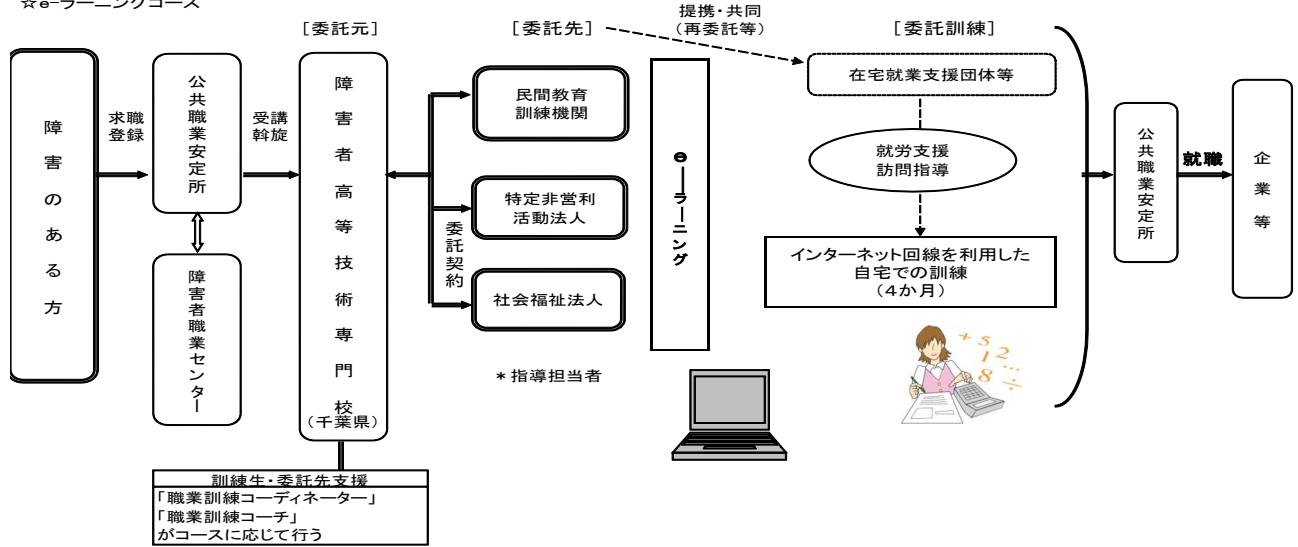 ☆e-ラーニングコース
[委託元]
[委託先]
提携・共同
(再委託等)
[委託訓練]
障害のある方
求職
登録
公共職業安定所
障害者職業センター
受講
斡旋
障害者高等技術専門校
(千葉県)
委託契約
民間教育
訓練機関
特定非営利
活動法人
社会福祉法人
*指導担当者
e-ラーニング
在宅就業支援団体等
就労支援
訪問指導
インターネット回線を利用した
自宅での訓練
(4か月)
+52...
18÷
公共職業安定所
就職
企業等
訓練生・委託先支援
「職業訓練コーディネーター」
「職業訓練コーチ」
がコースに応じて行う